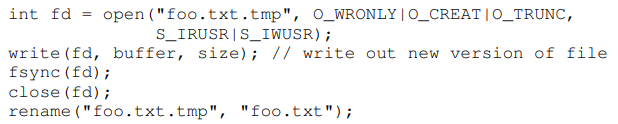 int fd = open("foo.txt.tmp", O_WRONLY|O_CREAT|O_TRUNC,
S_IRUSR|S_IWUSR);
write(fd, buffer, size); // write out new version of file
fsync(fd);
close(fd);
rename("foo.txt.tmp", "foo.txt");